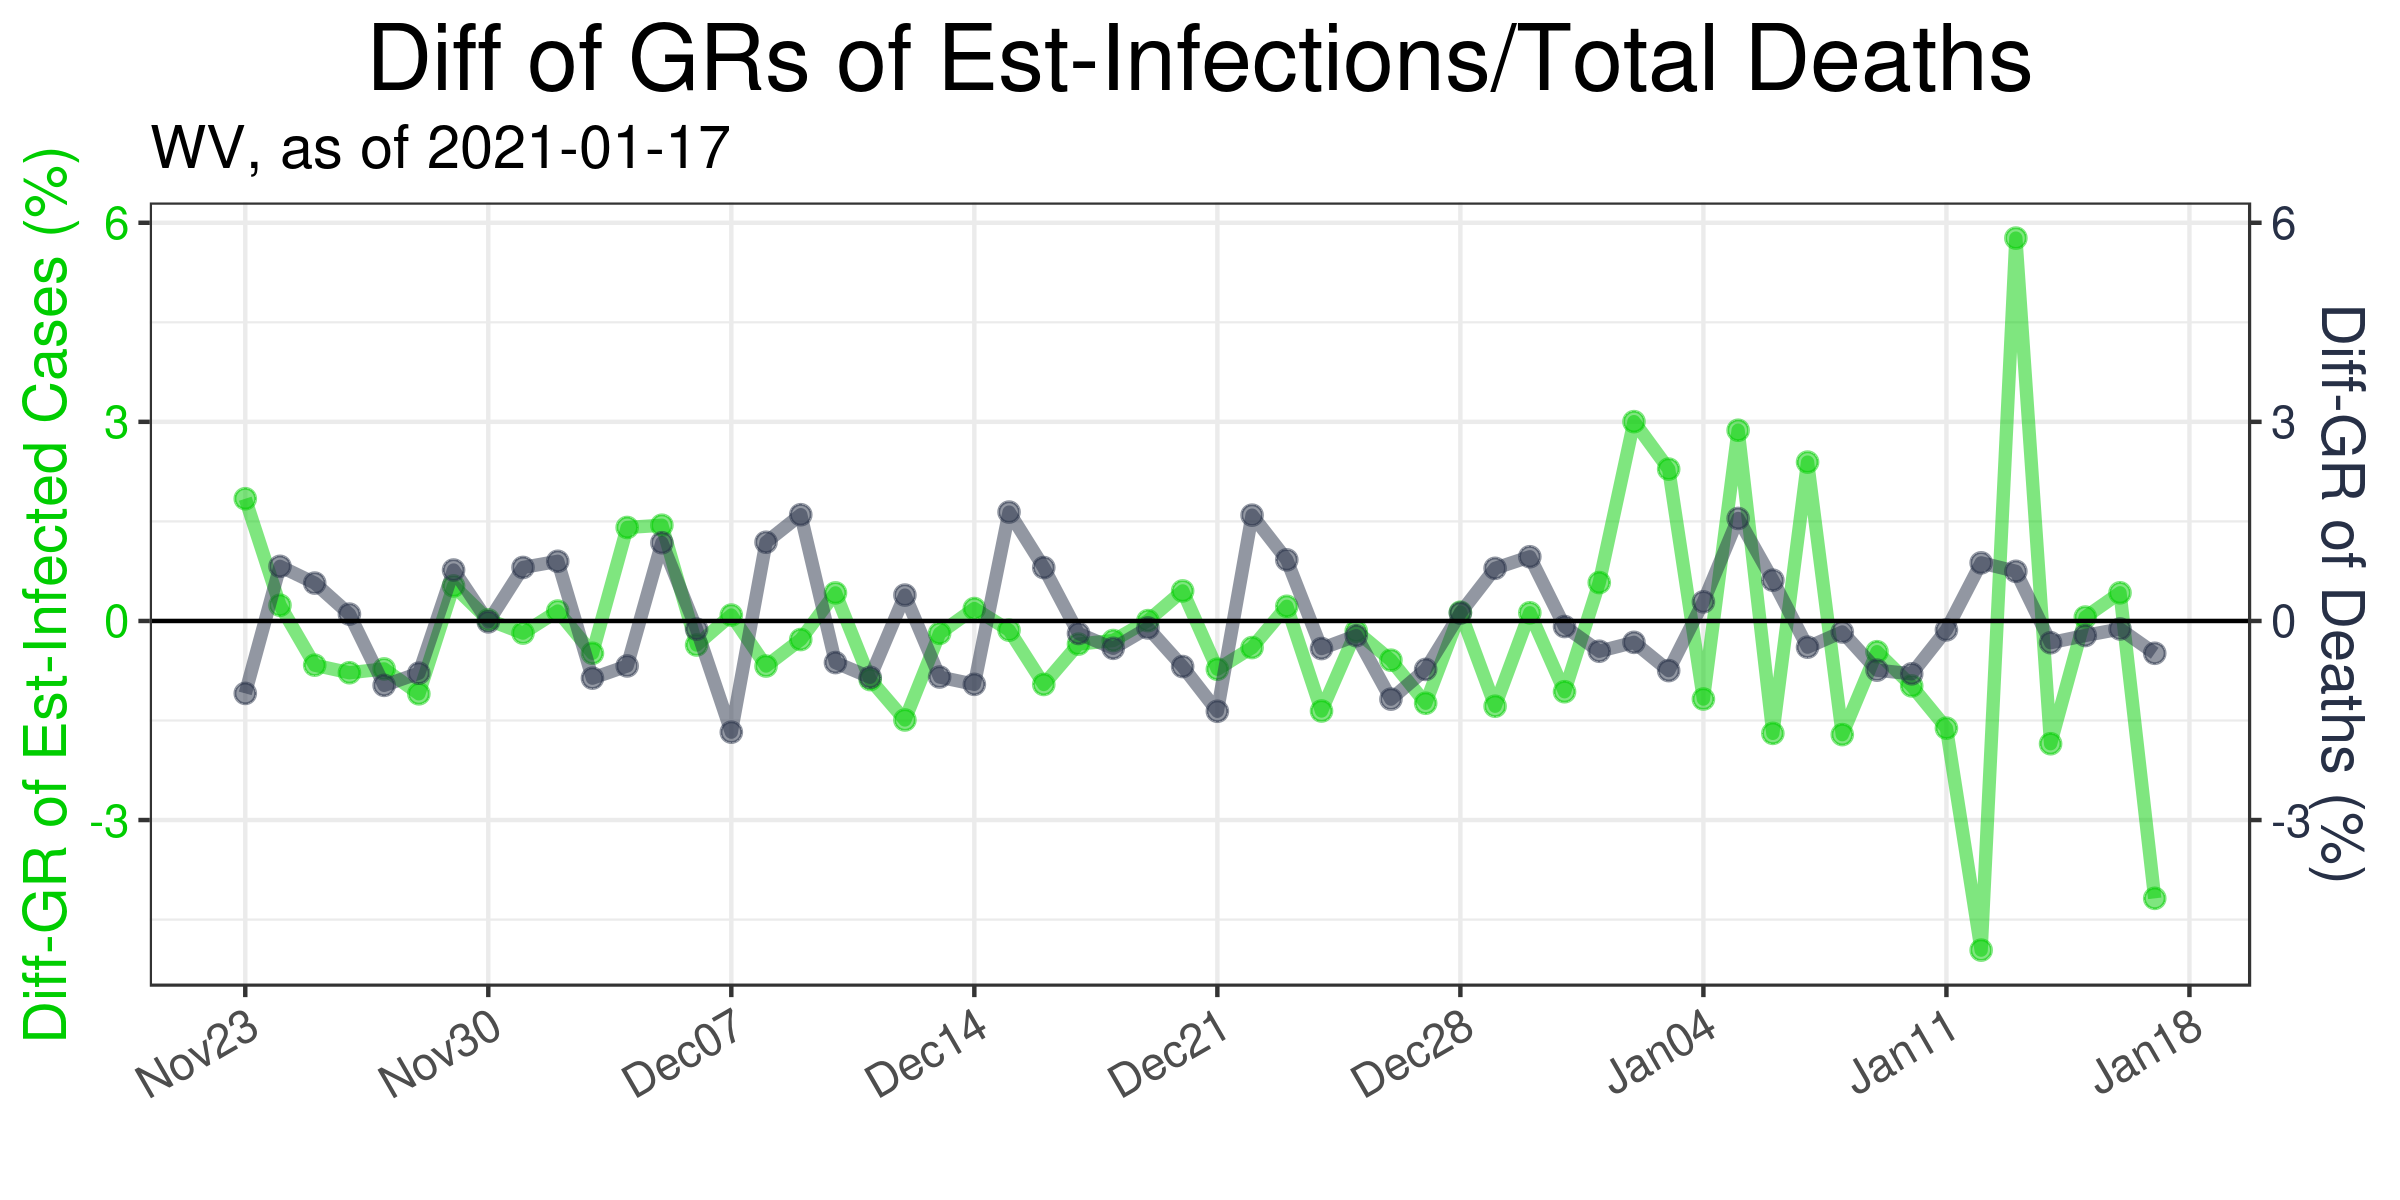 Diff of GRs of Est-Infections/Total Deaths
WV, as of 2021-01-17
Diff-GR of Est-Infected Cases (%)
6
3
0
-3
6
3
0
-3
Diff-GR of Deaths (%)
Nov23
Nov30
Dec07
Dec14
Dec21
Dec28
Jan04
Jan11
Jan18